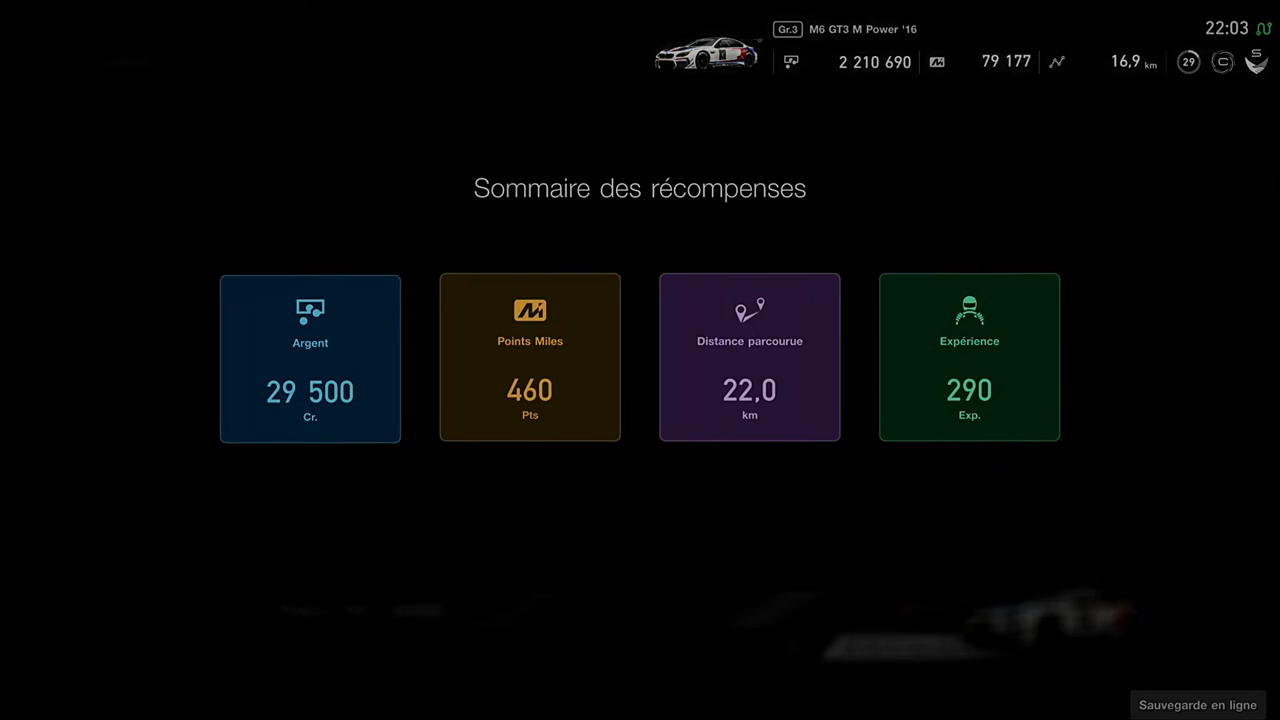 Gr.3 M6 GT3 M Power '16
22:03
2 210 690 79 177 16,9 km 29 C S
Sommaire des récompenses
Argent
29 500
Cr.
Points Miles
460
Pts
Distance parcourue
22,0
km
Expérience
290
Exp.
Sauvegarde en ligne